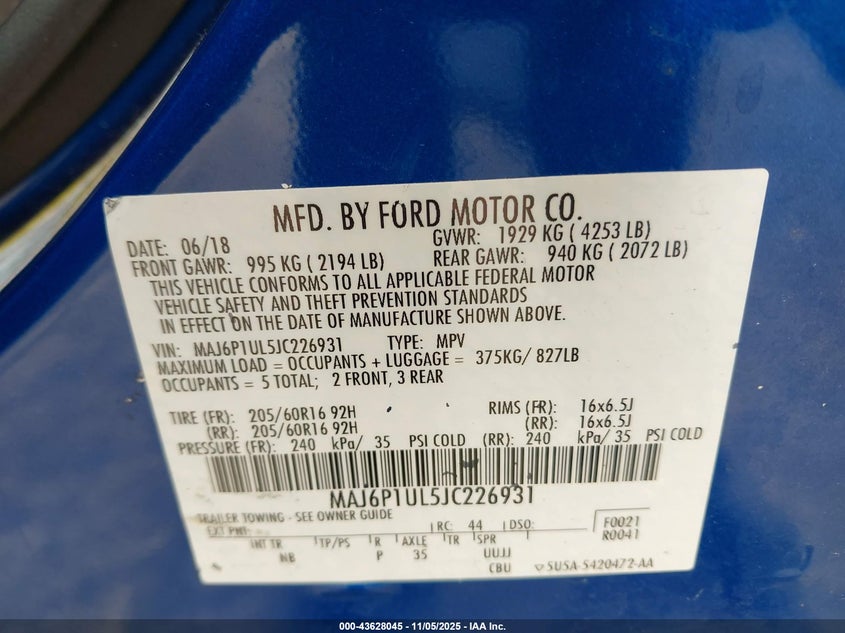 MFD. BY FORD MOTOR CO.
DATE: 06/18 GVWR: 1929 KG ( 4253 LB)
FRONT GAWR: 995 KG ( 2194 LB) REAR GAWR: 940 KG ( 2072 LB)
THIS VEHICLE CONFORMS TO ALL APPLICABLE FEDERAL MOTOR
VEHICLE SAFETY AND THEFT PREVENTION STANDARDS
IN EFFECT ON THE DATE OF MANUFACTURE SHOWN ABOVE.
VIN: MAJ6P1UL5JC226931 TYPE: MPV
MAXIMUM LOAD = OCCUPANTS + LUGGAGE = 375KG/ 827LB
OCCUPANTS = 5 TOTAL; 2 FRONT, 3 REAR
TIRE (FR): 205/60R16 92H RIMS (FR): 16x6.5J
(RR): 205/60R16 92H (RR): 16x6.5J
PRESSURE (FR): 240 kPa/ 35 PSI COLD (RR): 240 kPa/ 35 PSI COLD
MAJ6P1UL5JC226931
TRAILER TOWING - SEE OWNER GUIDE
EXT PNT: RC: 44 DSO: F0021
R0041
INT TR TP/PS R AXLE TR SPR
NB P 35 UUJJ
CBU 5U5A-5420472-AA
000-43628045 - 11/05/2025 - IAA Inc.